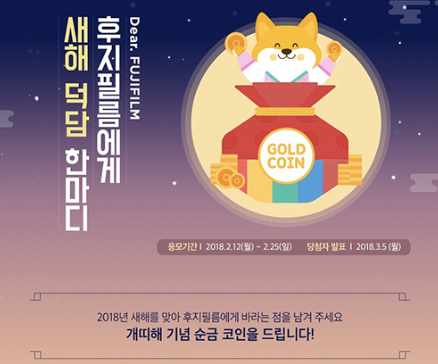 Dear. FUJIFILM
후지필름에게
새해 덕담 한마디
GOLD
COIN
응모기간 | 2018.2.12(월) ~ 2.25(일) 당첨자 발표 | 2018.3.5 (월)
2018년 새해를 맞아 후지필름에게 바라는 점을 남겨 주세요
개띠해 기념 순금 코인을 드립니다!